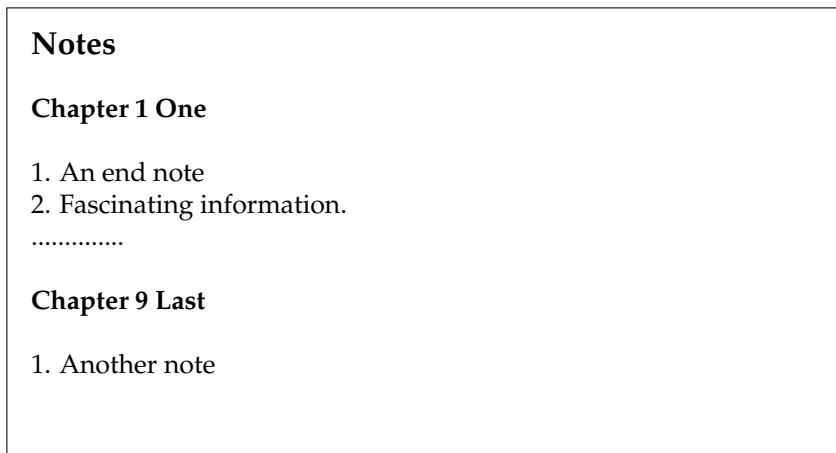 Notes
Chapter 1 One
1. An end note
2. Fascinating information.
..............
Chapter 9 Last
1. Another note